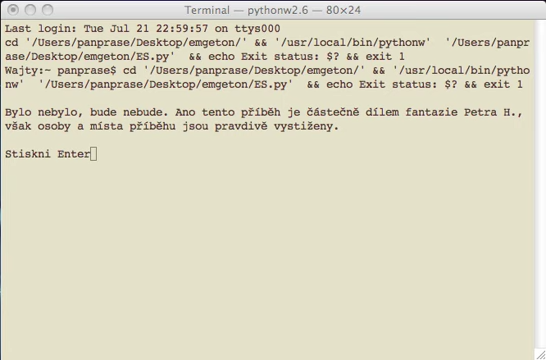 Terminal — pythonw2.6 — 80×24
Last login: Tue Jul 21 22:59:57 on ttys000
cd '/Users/panprase/Desktop/emgeton/' && '/usr/local/bin/pythonw'  '/Users/panpr
ase/Desktop/emgeton/ES.py'  && echo Exit status: $? && exit 1
Wajty:~ panprase$ cd '/Users/panprase/Desktop/emgeton/' && '/usr/local/bin/pytho
nw'  '/Users/panprase/Desktop/emgeton/ES.py'  && echo Exit status: $? && exit 1
Bylo nebylo, bude nebude. Ano tento příběh je částečně dílem fantazie Petra H.,
však osoby a místa příběhu jsou pravdivě vystiženy.
Stiskni Enter